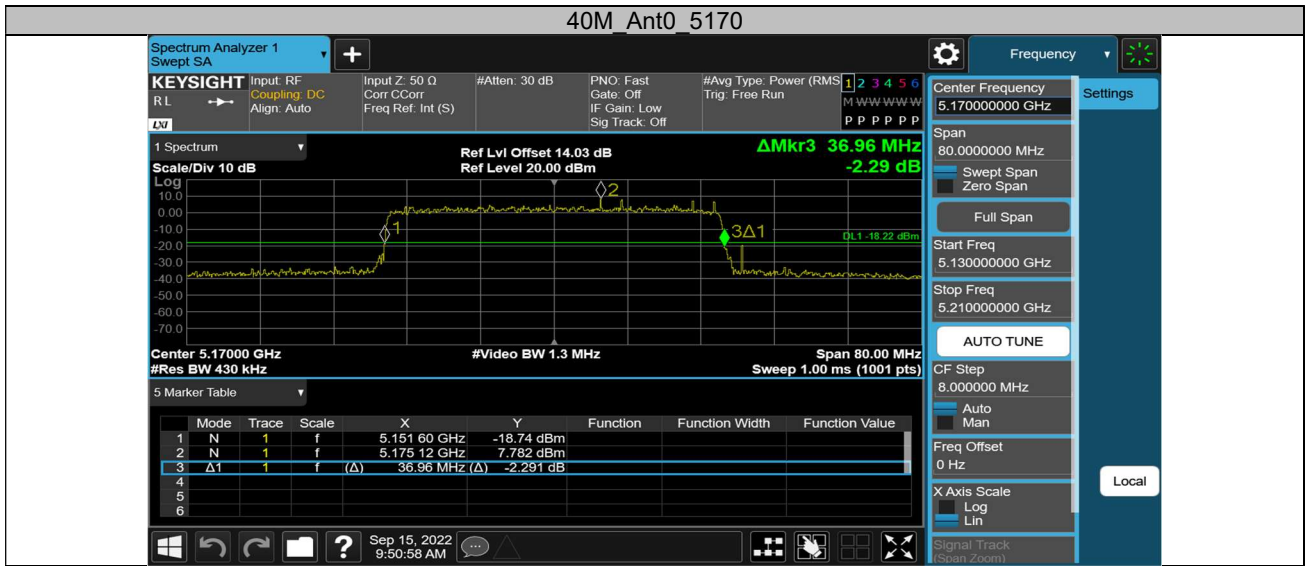 40M_Ant0_5170
Spectrum Analyzer 1
Swept SA
Frequency
KEYSIGHT
RL
LXI
Input: RF
Coupling: DC
Align: Auto
Input Z: 50 Ω
Corr CCorr
Freq Ref: Int (S)
#Atten: 30 dB
PNO: Fast
Gate: Off
IF Gain: Low
Sig Track: Off
#Avg Type: Power (RMS
Trig: Free Run
1 2 3 4 5 6
M W W W W W
P P P P P P
1 Spectrum
Scale/Div 10 dB
Ref Lvl Offset 14.03 dB
Ref Level 20.00 dBm
ΔMkr3 36.96 MHz
-2.29 dB
Log
10.0
0.00
-10.0
-20.0
-30.0
-40.0
-50.0
-60.0
-70.0
2
1
3Δ1
DL1 -18.22 dBm
Center 5.17000 GHz
#Video BW 1.3 MHz
Span 80.00 MHz
#Res BW 430 kHz
Sweep 1.00 ms (1001 pts)
5 Marker Table
Mode Trace Scale X Y Function Function Width Function Value
1 N 1 f 5.151 60 GHz -18.74 dBm
2 N 1 f 5.175 12 GHz 7.782 dBm
3 Δ1 1 f (Δ) 36.96 MHz (Δ) -2.291 dB
4
5
6
?
Sep 15, 2022
9:50:58 AM
Center Frequency
5.170000000 GHz
Span
80.0000000 MHz
Swept Span
Zero Span
Full Span
Start Freq
5.130000000 GHz
Stop Freq
5.210000000 GHz
AUTO TUNE
CF Step
8.000000 MHz
Auto
Man
Freq Offset
0 Hz
X Axis Scale
Log
Lin
Signal Track
(Span Zoom)
Settings
Local